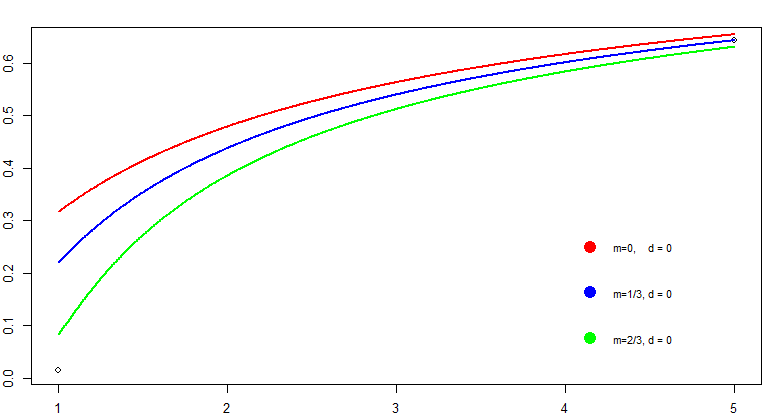 0.6
0.5
0.4
0.3
0.2
0.1
0.0
m=0, d = 0
m=1/3, d = 0
m=2/3, d = 0
1 2 3 4 5